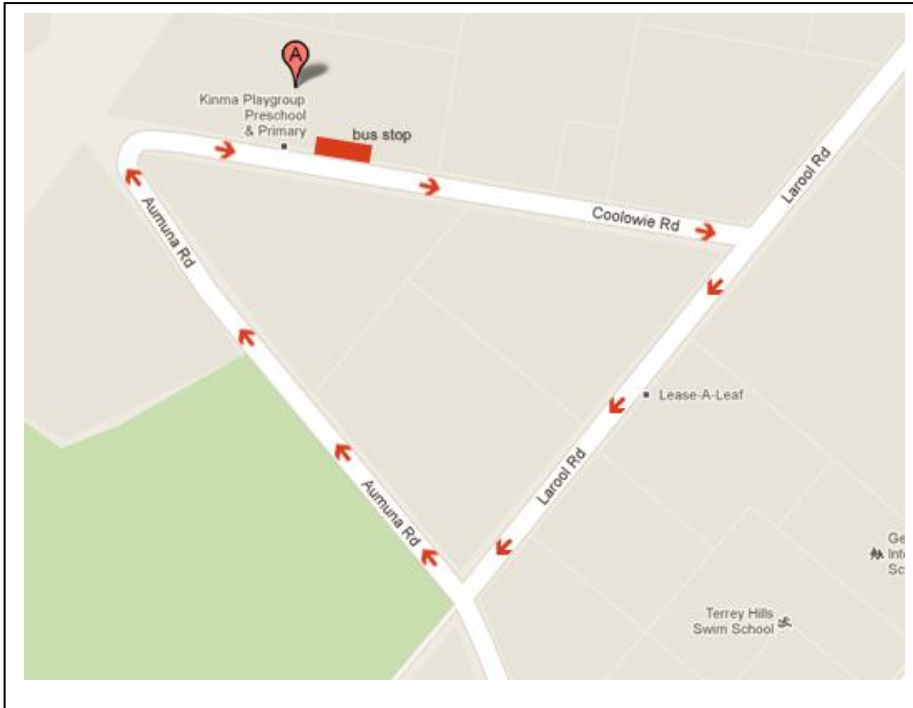 A
Kinma Playgroup
Preschool
& Primary
bus stop
Larool Rd
Coolowie Rd
Aumuna Rd
Lease-A-Leaf
Larool Rd
Aumuna Rd
Terrey Hills
Swim School